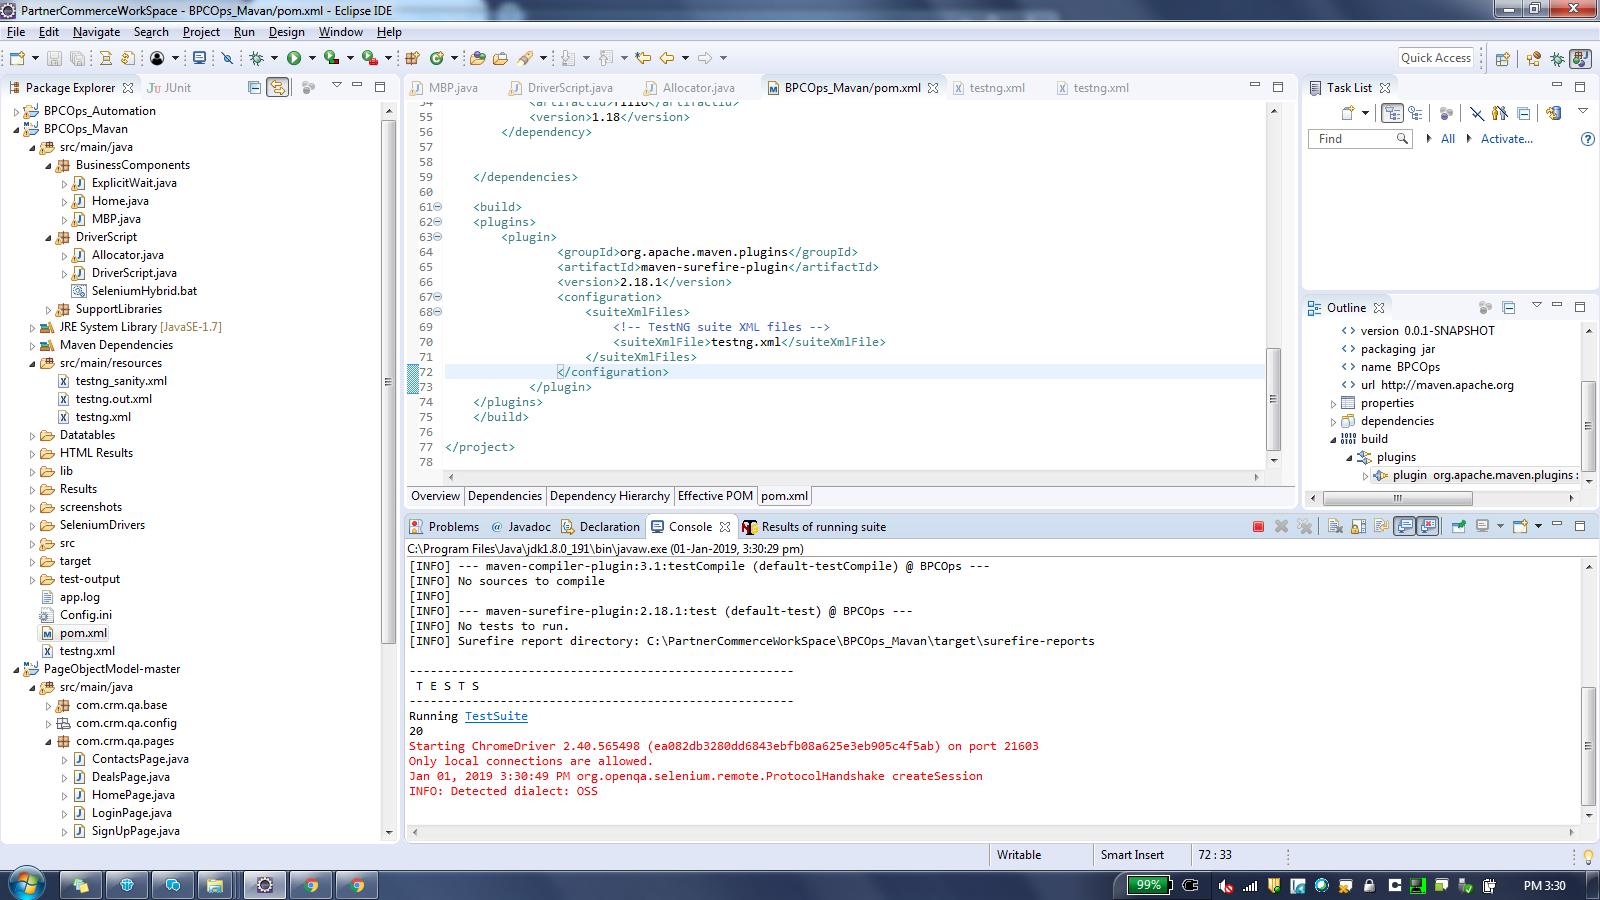 PartnerCommerceWorkSpace - BPCOps_Mavan/pom.xml - Eclipse IDE
File Edit Navigate Search Project Run Design Window Help
Quick Access
Package Explorer JUnit
BPCOps_Automation
BPCOps_Mavan
src/main/java
BusinessComponents
ExplicitWait.java
Home.java
MBP.java
DriverScript
Allocator.java
DriverScript.java
SeleniumHybrid.bat
SupportLibraries
JRE System Library [JavaSE-1.7]
Maven Dependencies
src/main/resources
testng_sanity.xml
testng.out.xml
testng.xml
Datatables
HTML Results
lib
Results
screenshots
SeleniumDrivers
src
target
test-output
app.log
Config.ini
pom.xml
testng.xml
PageObjectModel-master
src/main/java
com.crm.qa.base
com.crm.qa.config
com.crm.qa.pages
ContactsPage.java
DealsPage.java
HomePage.java
LoginPage.java
SignUpPage.java
MBP.java DriverScript.java Allocator.java BPCOps_Mavan/pom.xml testng.xml testng.xml
55 <version>1.18</version>
56 </dependency>
57
58
59 </dependencies>
60
61 <build>
62 <plugins>
63 <plugin>
64 <groupId>org.apache.maven.plugins</groupId>
65 <artifactId>maven-surefire-plugin</artifactId>
66 <version>2.18.1</version>
67 <configuration>
68 <suiteXmlFiles>
69 <!-- TestNG suite XML files -->
70 <suiteXmlFile>testng.xml</suiteXmlFile>
71 </suiteXmlFiles>
72 </configuration>
73 </plugin>
74 </plugins>
75 </build>
76
77 </project>
78
Overview Dependencies Dependency Hierarchy Effective POM pom.xml
Task List
Find All Activate...
Outline
version 0.0.1-SNAPSHOT
packaging jar
name BPCOps
url http://maven.apache.org
properties
dependencies
build
plugins
plugin org.apache.maven.plugins :
Problems Javadoc Declaration Console Results of running suite
C:\Program Files\Java\jdk1.8.0_191\bin\javaw.exe (01-Jan-2019, 3:30:29 pm)
[INFO] --- maven-compiler-plugin:3.1:testCompile (default-testCompile) @ BPCOps ---
[INFO] No sources to compile
[INFO]
[INFO] --- maven-surefire-plugin:2.18.1:test (default-test) @ BPCOps ---
[INFO] No tests to run.
[INFO] Surefire report directory: C:\PartnerCommerceWorkSpace\BPCOps_Mavan\target\surefire-reports
-------------------------------------------------------
T E S T S
-------------------------------------------------------
Running TestSuite
20
Starting ChromeDriver 2.40.565498 (ea082db3280dd6843ebfb08a625e3eb905c4f5ab) on port 21603
Only local connections are allowed.
Jan 01, 2019 3:30:49 PM org.openqa.selenium.remote.ProtocolHandshake createSession
INFO: Detected dialect: OSS
Writable Smart Insert 72 : 33
99% PM 3:30